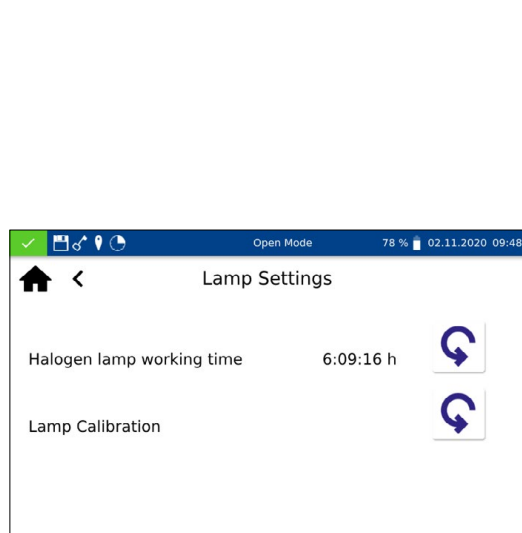 Open Mode 78 % 02.11.2020 09:48
Lamp Settings
Halogen lamp working time 6:09:16 h
Lamp Calibration